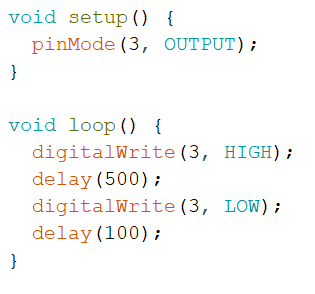 void setup() {
  pinMode(3, OUTPUT);
}

void loop() {
  digitalWrite(3, HIGH);
  delay(500);
  digitalWrite(3, LOW);
  delay(100);
}